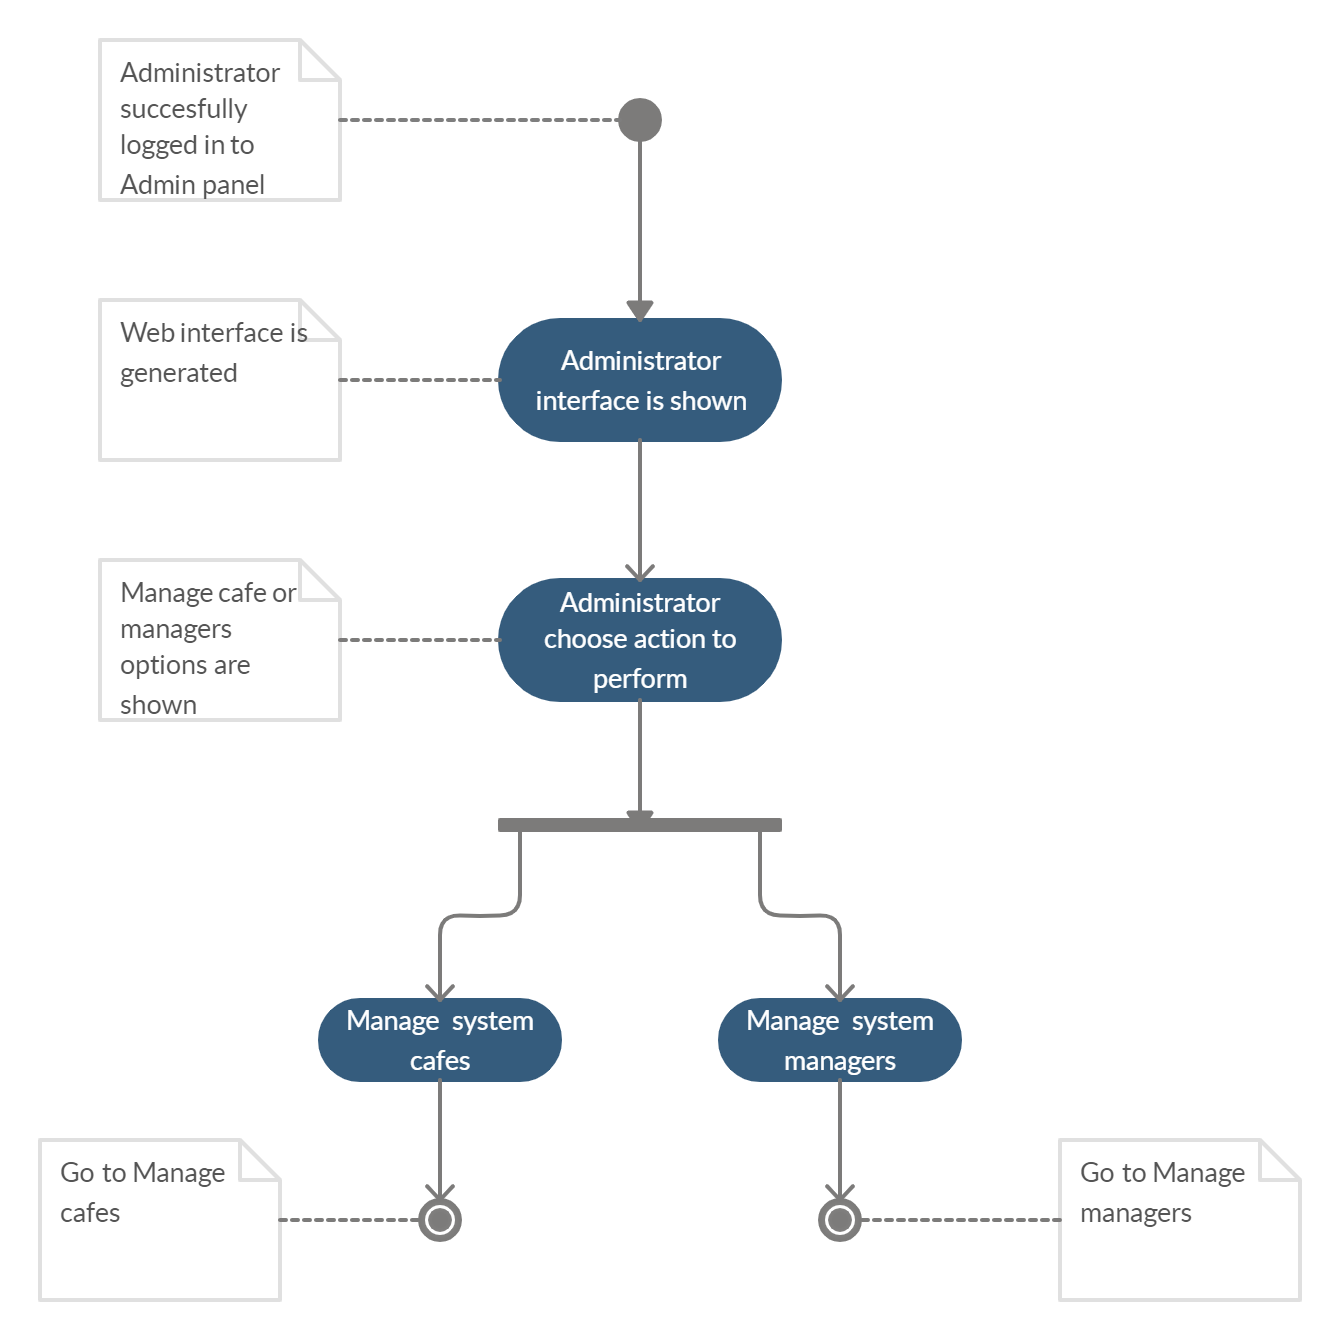 Administrator
succesfully
logged in to
Admin panel
Web interface is
generated
Administrator
interface is shown
Manage cafe or
managers
options are
shown
Administrator
choose action to
perform
Manage  system
cafes
Manage  system
managers
Go to Manage
cafes
Go to Manage
managers